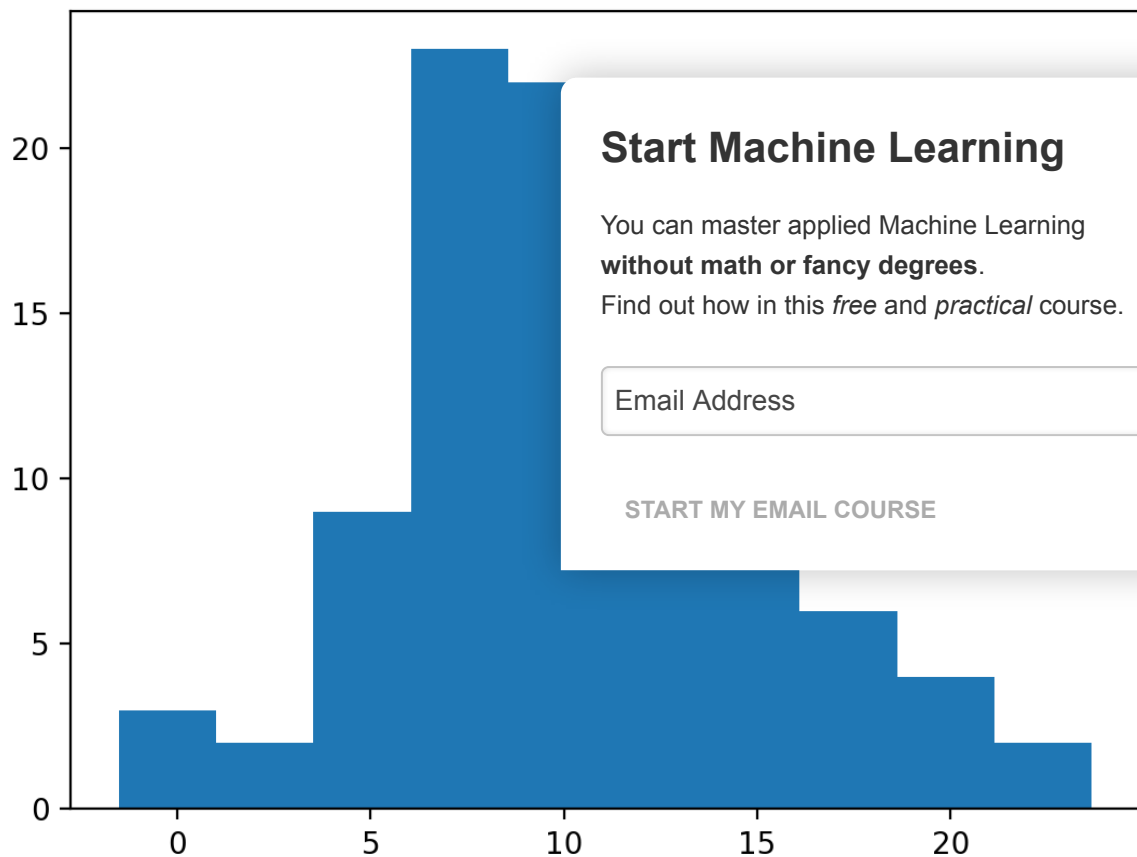 20
15
10
5
0
0 5 10 15 20
Start Machine Learning
You can master applied Machine Learning
without math or fancy degrees.
Find out how in this free and practical course.
Email Address
START MY EMAIL COURSE